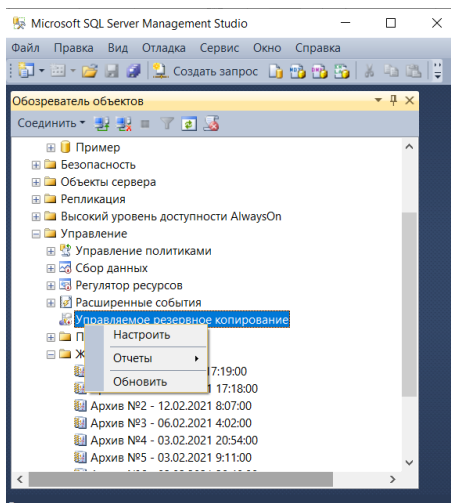 Microsoft SQL Server Management Studio
Файл Правка Вид Отладка Сервис Окно Справка
Создать запрос
Обозреватель объектов
Соединить
Пример
Безопасность
Объекты сервера
Репликация
Высокий уровень доступности AlwaysOn
Управление
Управление политиками
Сбор данных
Регулятор ресурсов
Расширенные события
Управляемое резервное копирование
Настроить
Отчеты
17:19:00
Обновить
17:18:00
Архив №2 - 12.02.2021 8:07:00
Архив №3 - 06.02.2021 4:02:00
Архив №4 - 03.02.2021 20:54:00
Архив №5 - 03.02.2021 9:11:00